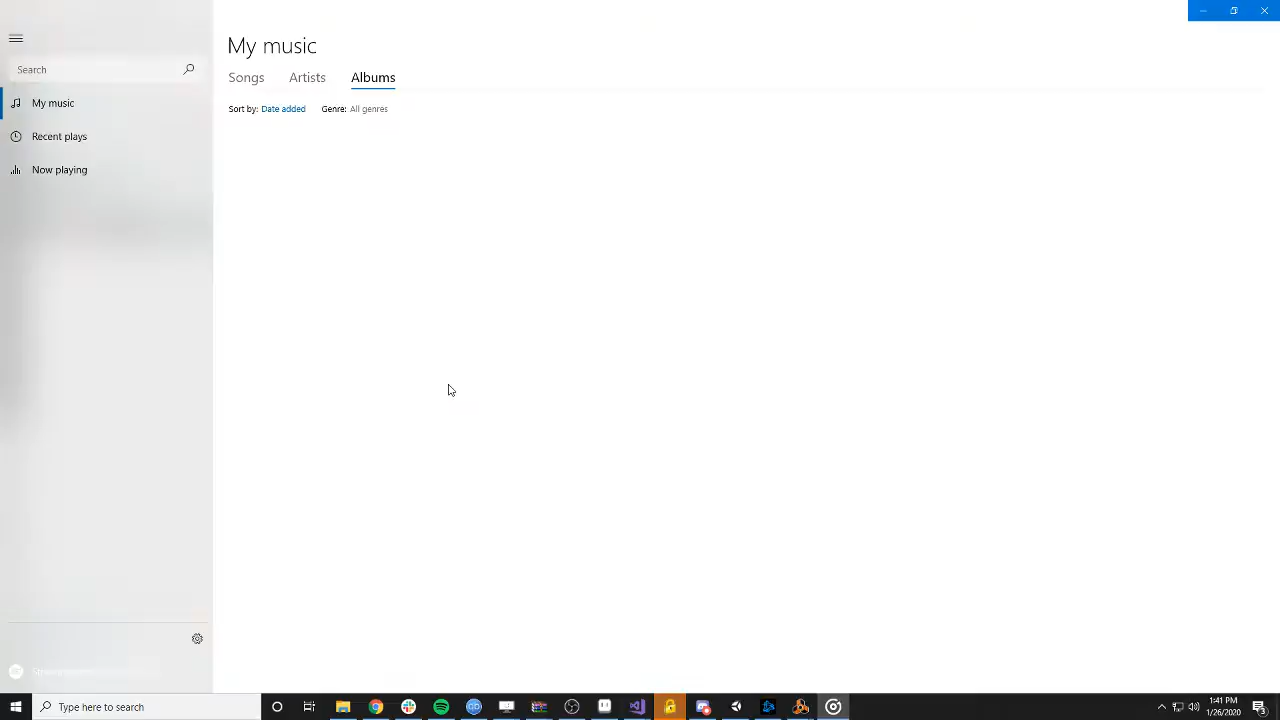 My music
Search
Songs Artists Albums
My music
Sort by: Date added Genre: All genres
Recent plays
Now playing
Type here to search
1:41 PM
1/26/2020